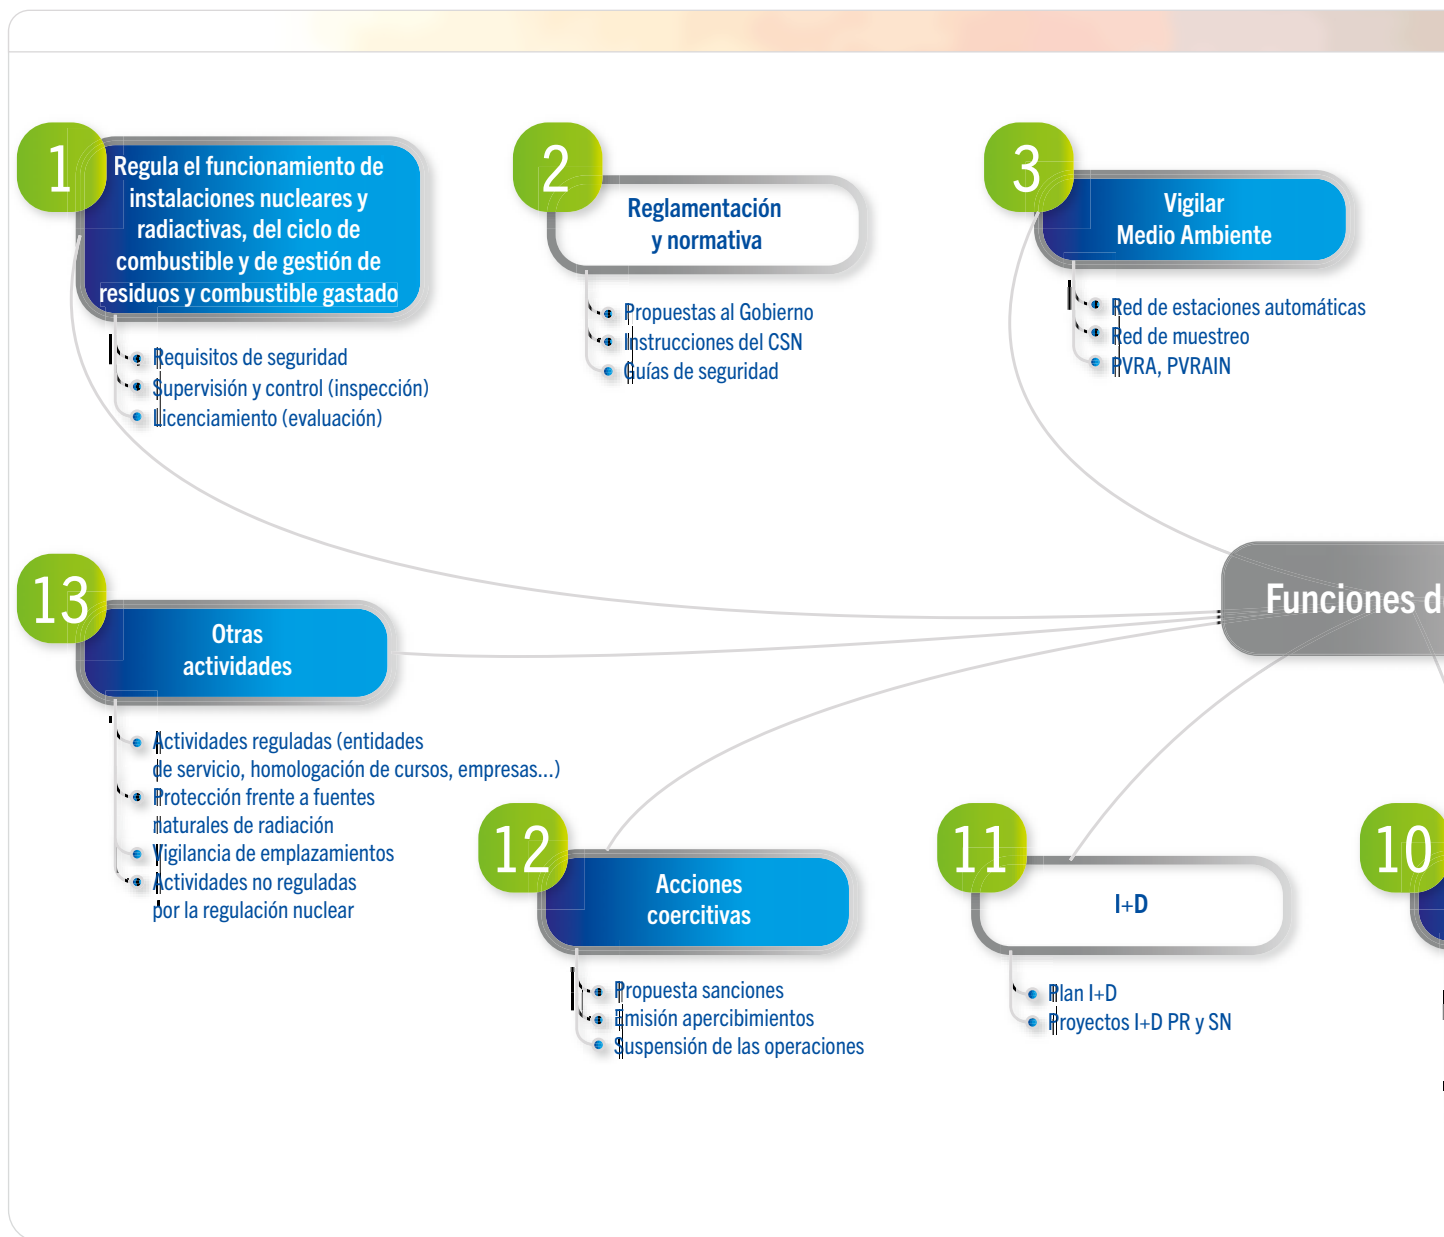 1
Regula el funcionamiento de
instalaciones nucleares y
radiactivas, del ciclo de
combustible y de gestión de
residuos y combustible gastado
Requisitos de seguridad
Supervisión y control (inspección)
Licenciamiento (evaluación)
2
Reglamentación
y normativa
Propuestas al Gobierno
Instrucciones del CSN
Guías de seguridad
3
Vigilar
Medio Ambiente
Red de estaciones automáticas
Red de muestreo
PVRA, PVRAIN
Funciones d
13
Otras
actividades
Actividades reguladas (entidades
de servicio, homologación de cursos, empresas...)
Protección frente a fuentes
naturales de radiación
Vigilancia de emplazamientos
Actividades no reguladas
por la regulación nuclear
12
Acciones
coercitivas
Propuesta sanciones
Emisión apercibimientos
Suspensión de las operaciones
11
I+D
Plan I+D
Proyectos I+D PR y SN
10